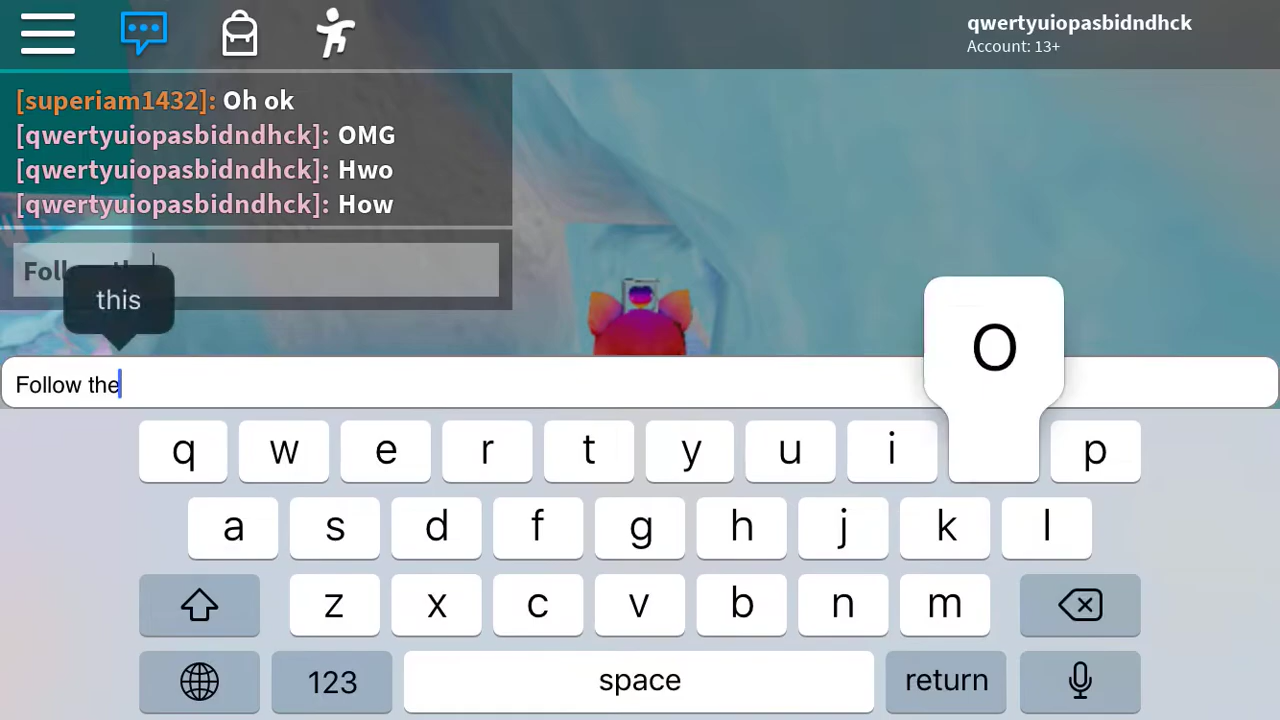 qwertyuiopasbidndhck
Account: 13+
[superiam1432]: Oh ok
[qwertyuiopasbidndhck]: OMG
[qwertyuiopasbidndhck]: Hwo
[qwertyuiopasbidndhck]: How
this
Follow the
O
q w e r t y u i p
a s d f g h j k l
z x c v b n m
123 space return